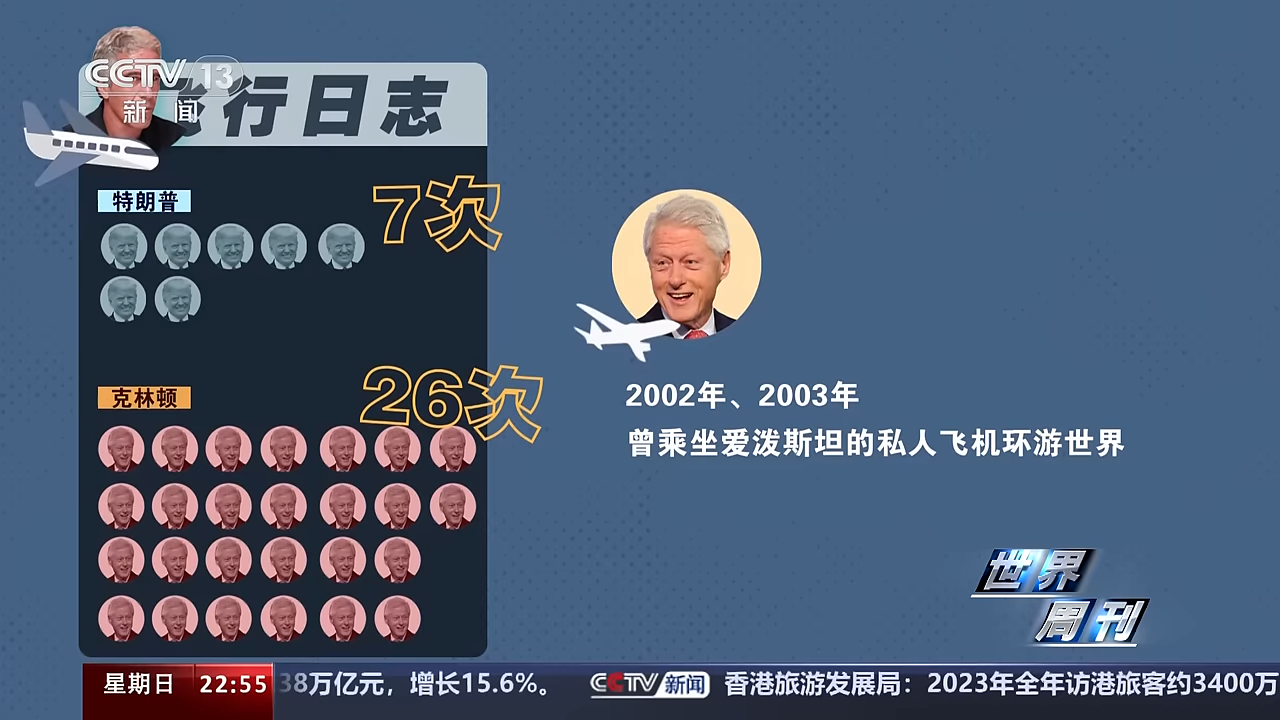 CCTV 13
新闻
飞行日志
特朗普
7次
克林顿
26次
2002年、2003年
曾乘坐爱泼斯坦的私人飞机环游世界
世界
周刊
星期日 22:55 38万亿元，增长15.6%。 CCTV新闻 香港旅游发展局：2023年全年访港旅客约3400万